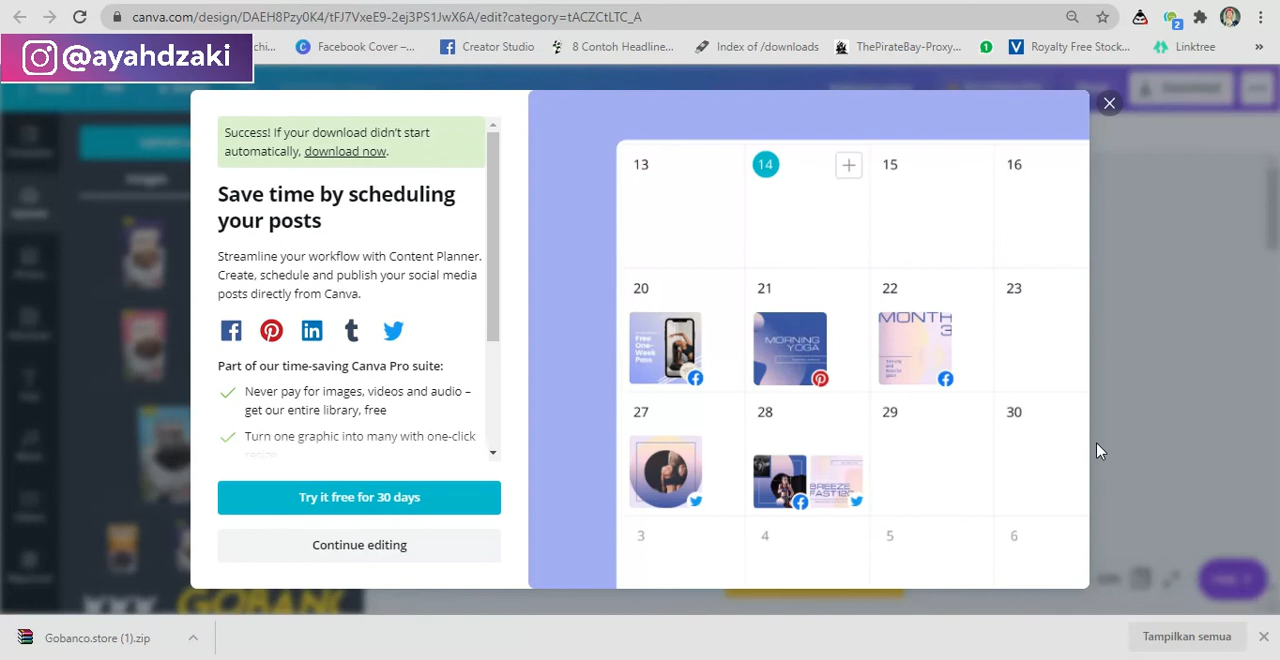 canva.com/design/DAEH8Pzy0K4/tFJ7VxeE9-2ej3PS1JwX6A/edit?category=tACZCtLTC_A
2
@ayahdzaki
Facebook Cover –...
Creator Studio
8 Contoh Headline...
Index of /downloads
ThePirateBay-Proxy...
1
Royalty Free Stock...
Linktree
»
Success! If your download didn't start
automatically, download now.
Save time by scheduling
your posts
Streamline your workflow with Content Planner.
Create, schedule and publish your social media
posts directly from Canva.
Part of our time-saving Canva Pro suite:
Never pay for images, videos and audio –
get our entire library, free
Turn one graphic into many with one-click
resize
Try it free for 30 days
Continue editing
13
14
15
16
20
21
22
23
Free
One-
Week
Pass
MORNING
YOGA
MONTH
3
27
28
29
30
BREEZE
3
4
5
6
GOBANC
Gobanco.store (1).zip
Tampilkan semua